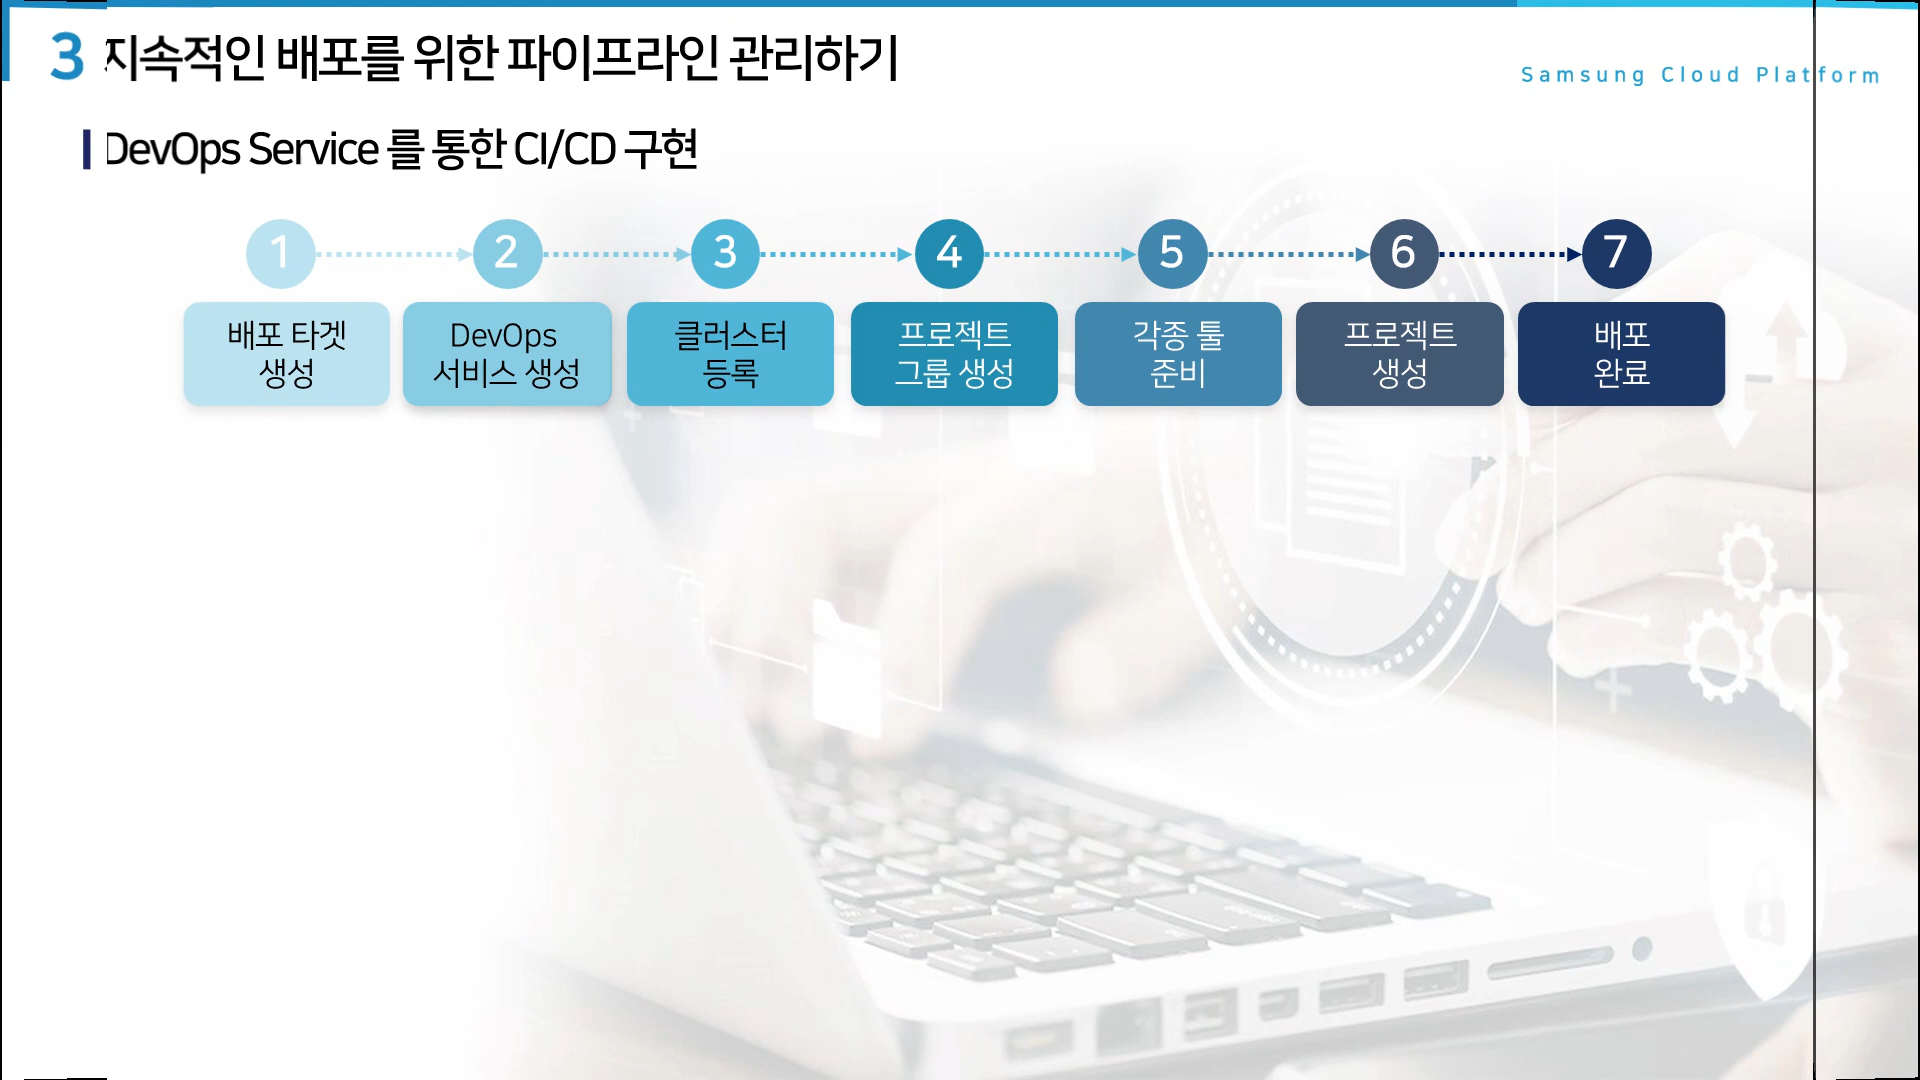 3 지속적인 배포를 위한 파이프라인 관리하기
Samsung Cloud Platform
DevOps Service 를 통한 CI/CD 구현
1 2 3 4 5 6 7
배포 타겟
생성
DevOps
서비스 생성
클러스터
등록
프로젝트
그룹 생성
각종 툴
준비
프로젝트
생성
배포
완료